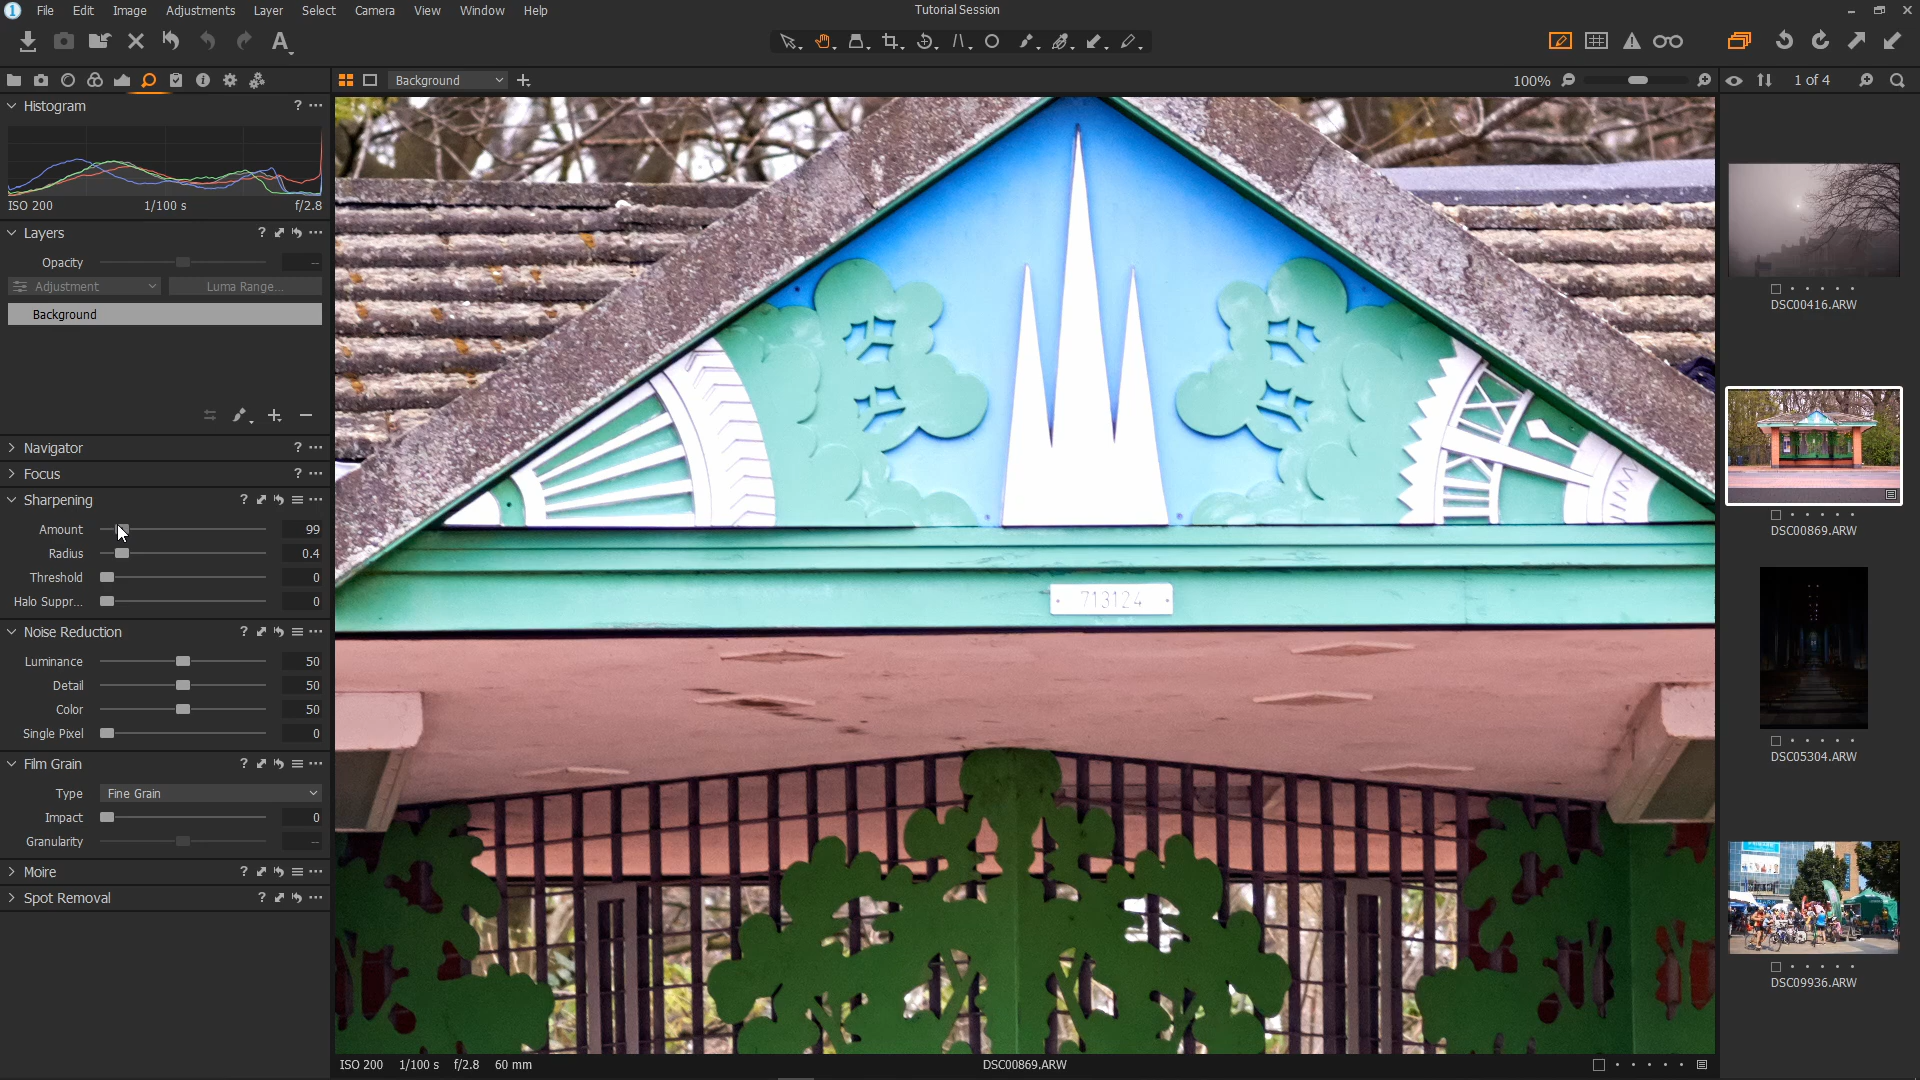 File Edit Image Adjustments Layer Select Camera View Window Help
Tutorial Session
Background
100%
1 of 4
Histogram
ISO 200 1/100 s f/2.8
Layers
Opacity --
Adjustment Luma Range...
Background
Navigator
Focus
Sharpening
Amount 99
Radius 0.4
Threshold 0
Halo Suppr... 0
Noise Reduction
Luminance 50
Detail 50
Color 50
Single Pixel 0
Film Grain
Type Fine Grain
Impact 0
Granularity --
Moire
Spot Removal
713124
ISO 200 1/100 s f/2.8 60 mm
DSC00869.ARW
DSC00416.ARW
DSC00869.ARW
DSC05304.ARW
DSC09936.ARW